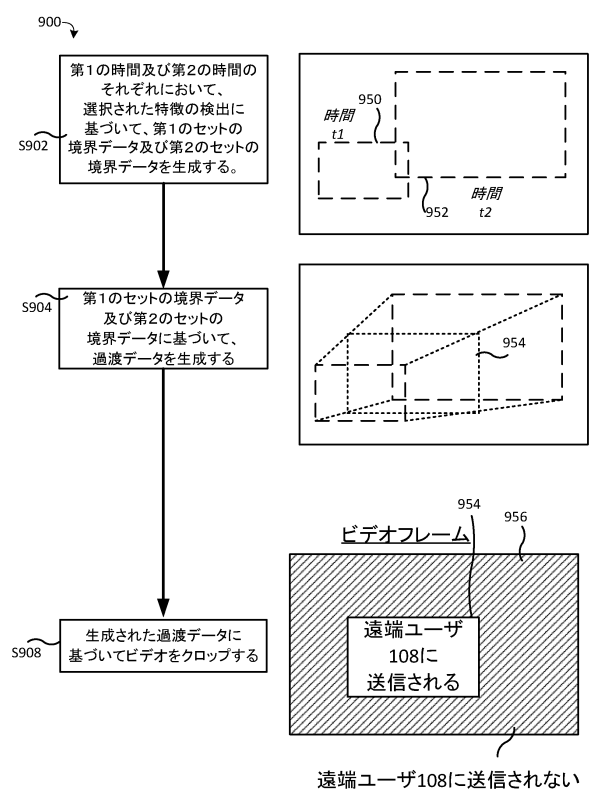 900
第1の時間及び第2の時間の
それぞれにおいて、
選択された特徴の検出に
基づいて、第1のセットの
境界データ及び第2のセットの
境界データを生成する。
S902
時間
t1
950
952
時間
t2
第1のセットの境界データ
及び第2のセットの
境界データに基づいて、
過渡データを生成する
S904
954
ビデオフレーム
954
956
生成された過渡データに
基づいてビデオをクロップする
S908
遠端ユーザ
108に
送信される
遠端ユーザ108に送信されない